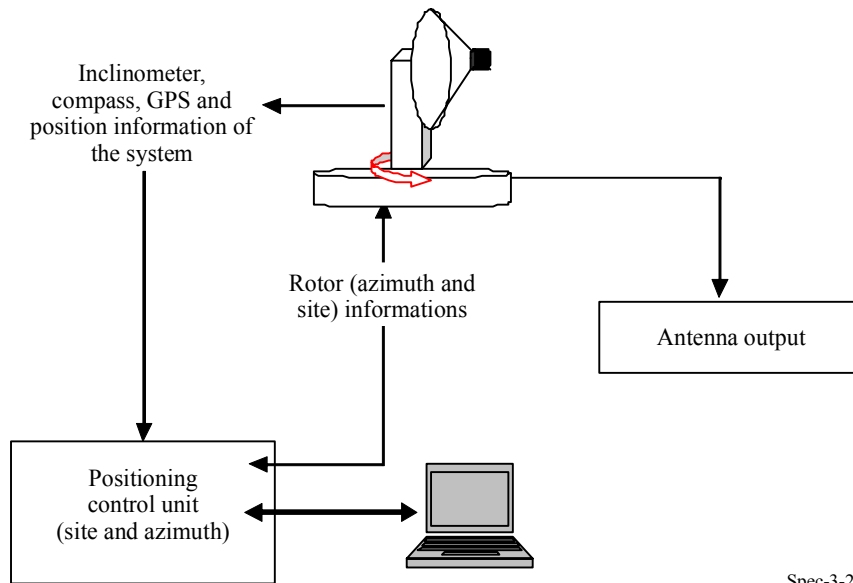 Inclinometer,
compass, GPS and
position information of
the system
Rotor (azimuth and
site) informations
Antenna output
Positioning
control unit
(site and azimuth)
Spec-3-2